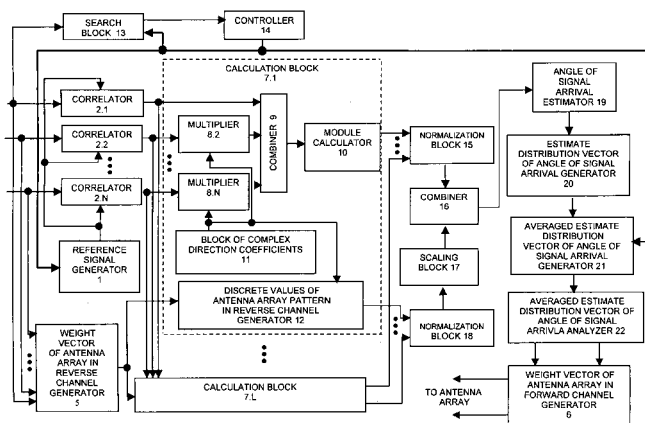 SEARCH
BLOCK 13
CONTROLLER
14
CALCULATION BLOCK
7.1
CORRELATOR
2.1
CORRELATOR
2.2
CORRELATOR
2.N
REFERENCE
SIGNAL
GENERATOR
1
MULTIPLIER
8.2
MULTIPLIER
8.N
COMBINER 9
MODULE
CALCULATOR
10
BLOCK OF COMPLEX
DIRECTION COEFFICIENTS
11
DISCRETE VALUES OF
ANTENNA ARRAY PATTERN
IN REVERSE CHANNEL
GENERATOR 12
WEIGHT
VECTOR
OF ANTENNA
ARRAY IN
REVERSE
CHANNEL
GENERATOR
5
CALCULATION BLOCK
7.L
NORMALIZATION
BLOCK 15
COMBINER
16
SCALING
BLOCK 17
NORMALIZATION
BLOCK 18
ANGLE OF
SIGNAL
ARRIVAL
ESTIMATOR 19
ESTIMATE
DISTRIBUTION VECTOR
OF ANGLE OF SIGNAL
ARRIVAL GENERATOR
20
AVERAGED ESTIMATE
DISTRIBUTION
VECTOR OF ANGLE OF
SIGNAL ARRIVAL
GENERATOR 21
AVERAGED ESTIMATE
DISTRIBUTION VECTOR OF
ANGLE OF SIGNAL
ARRIVLA ANALYZER 22
TO ANTENNA
ARRAY
WEIGHT VECTOR OF
ANTENNA ARRAY IN
FORWARD CHANNEL
GENERATOR
6